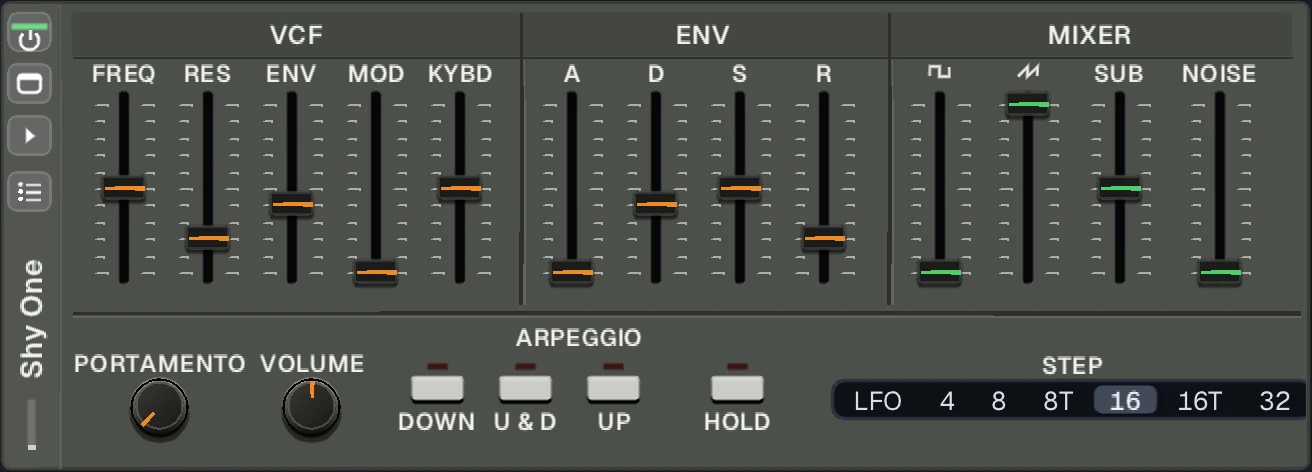 VCF ENV MIXER
FREQ RES ENV MOD KYBD A D S R SUB NOISE
Shy One
ARPEGGIO
PORTAMENTO VOLUME STEP
LFO 4 8 8T 16 16T 32
DOWN U & D UP HOLD